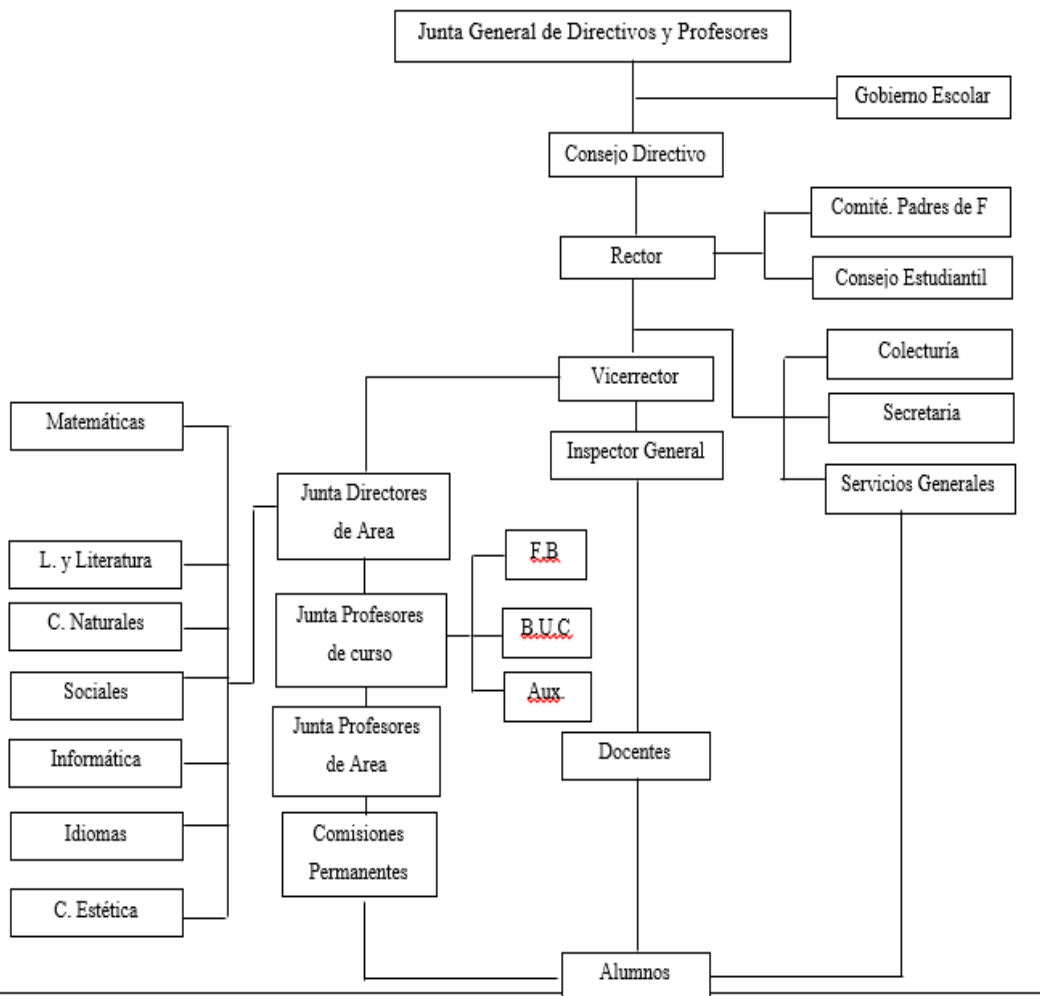 Junta General de Directivos y Profesores
Gobierno Escolar
Consejo Directivo
Comité. Padres de F
Rector
Consejo Estudiantil
Colecturía
Vicerrector
Secretaria
Matemáticas
Inspector General
Servicios Generales
Junta Directores
de Area
L. y Literatura
F.B
C. Naturales
Junta Profesores
de curso
B.U.C
Sociales
Aux.
Junta Profesores
de Area
Informática
Docentes
Idiomas
Comisiones
Permanentes
C. Estética
Alumnos